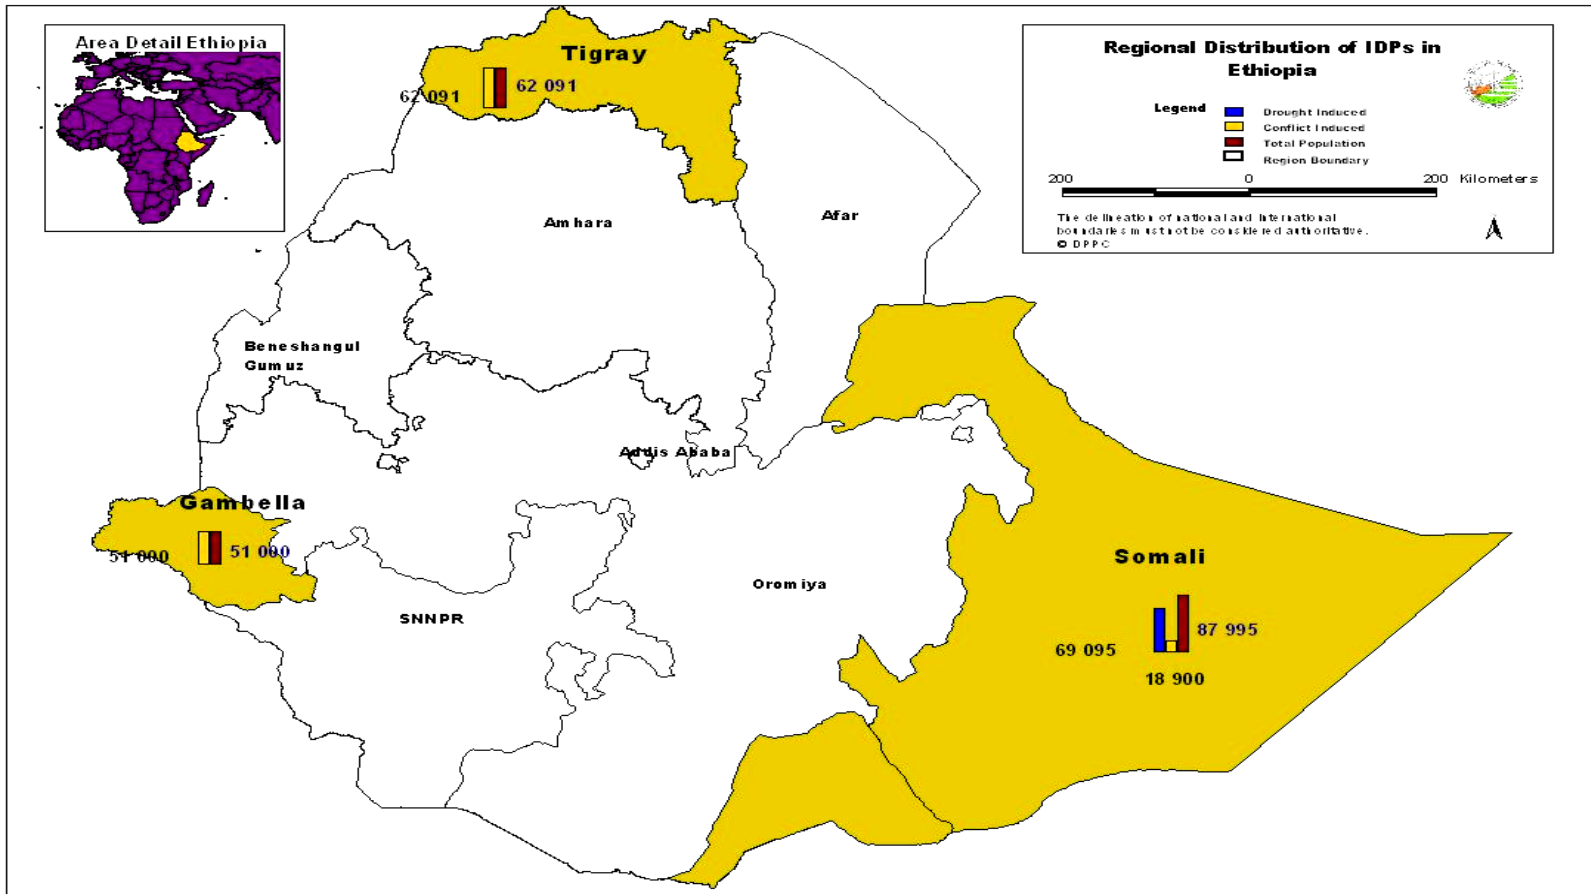 Area Detail Ethiopia
Regional Distribution of IDPs in
Ethiopia
Legend
Drought Induced
Conflict Induced
Total Population
Region Boundary
200 0 200 Kilometers
The delineation of national and international
boundaries must not be considered authoritative.
© DPPC
Tigray
62 091
62 091
Amhara
Afar
Beneshangul
Gumuz
Addis Ababa
Gambella
51 000
51 000
Somali
Oromiya
SNNPR
87 995
69 095
18 900